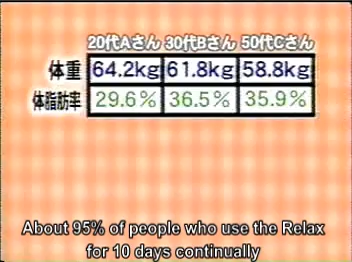 20代Aさん 30代Bさん 50代Cさん
体重 64.2kg 61.8kg 58.8kg
体脂肪率 29.6% 36.5% 35.9%
About 95% of people who use the Relax
for 10 days continually